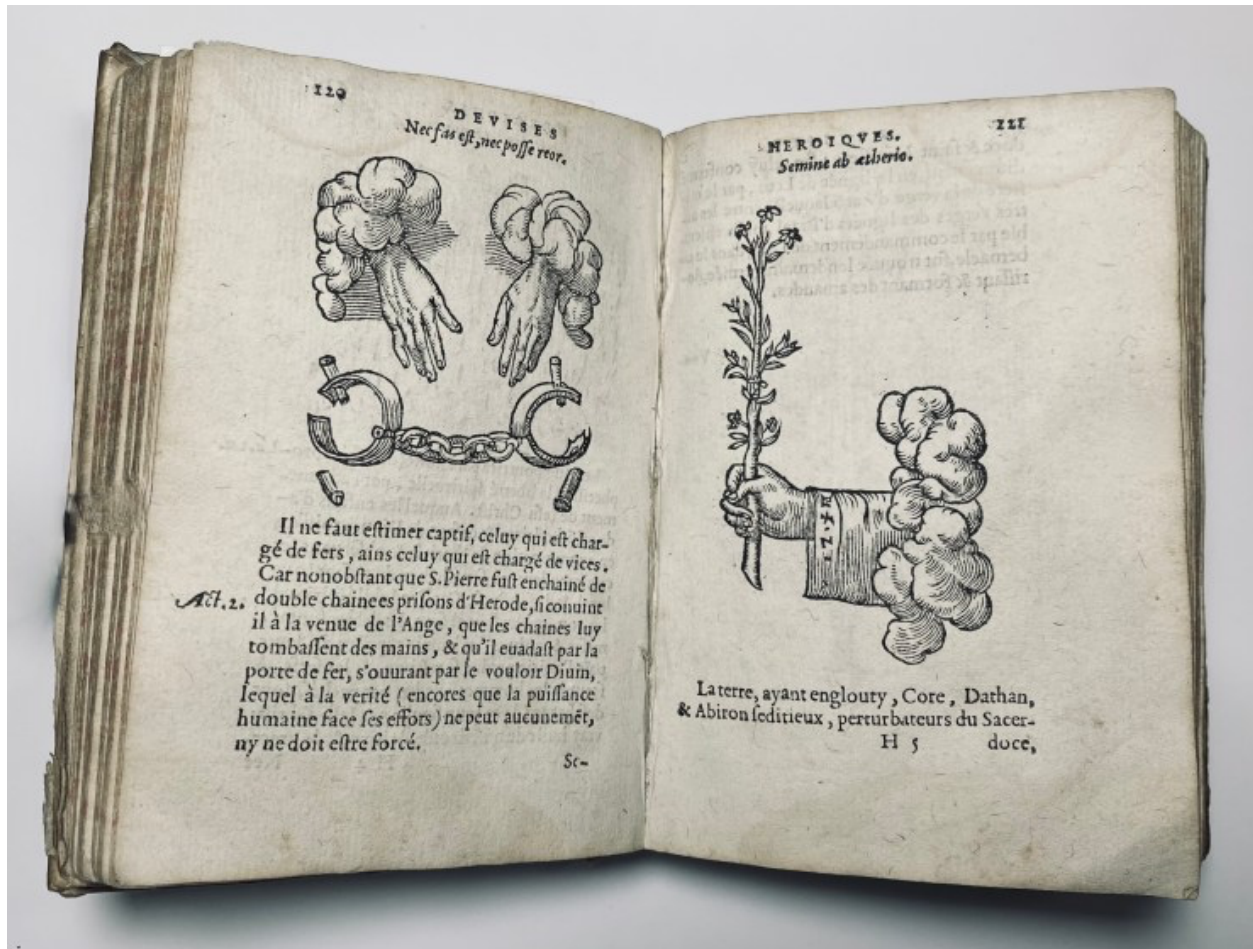 120
DEVISES
Nec fas eſt, nec poſſe reor.
Il ne faut eſtimer captif, celuy qui eſt char-
gé de fers, ains celuy qui eſt chargé de vices.
Car nonobſtant que S. Pierre fuſt enchainé de
Act. 2. double chaine es priſons d'Herode, ſi conuint
il à la venue de l'Ange, que les chaines luy
tombaſſent des mains, & qu'il euadaſt par la
porte de fer, s'ouurant par le vouloir Diuin,
lequel à la verité (encores que la puiſſance
humaine face ſes effors) ne peut aucunemēt,
ny ne doit eſtre forcé.
Se-
HEROIQVES. 121
Semine ab ætherio.
La terre, ayant englouty, Core, Dathan,
& Abiron ſeditieux, perturbateurs du Sacer-
H 5 doce,